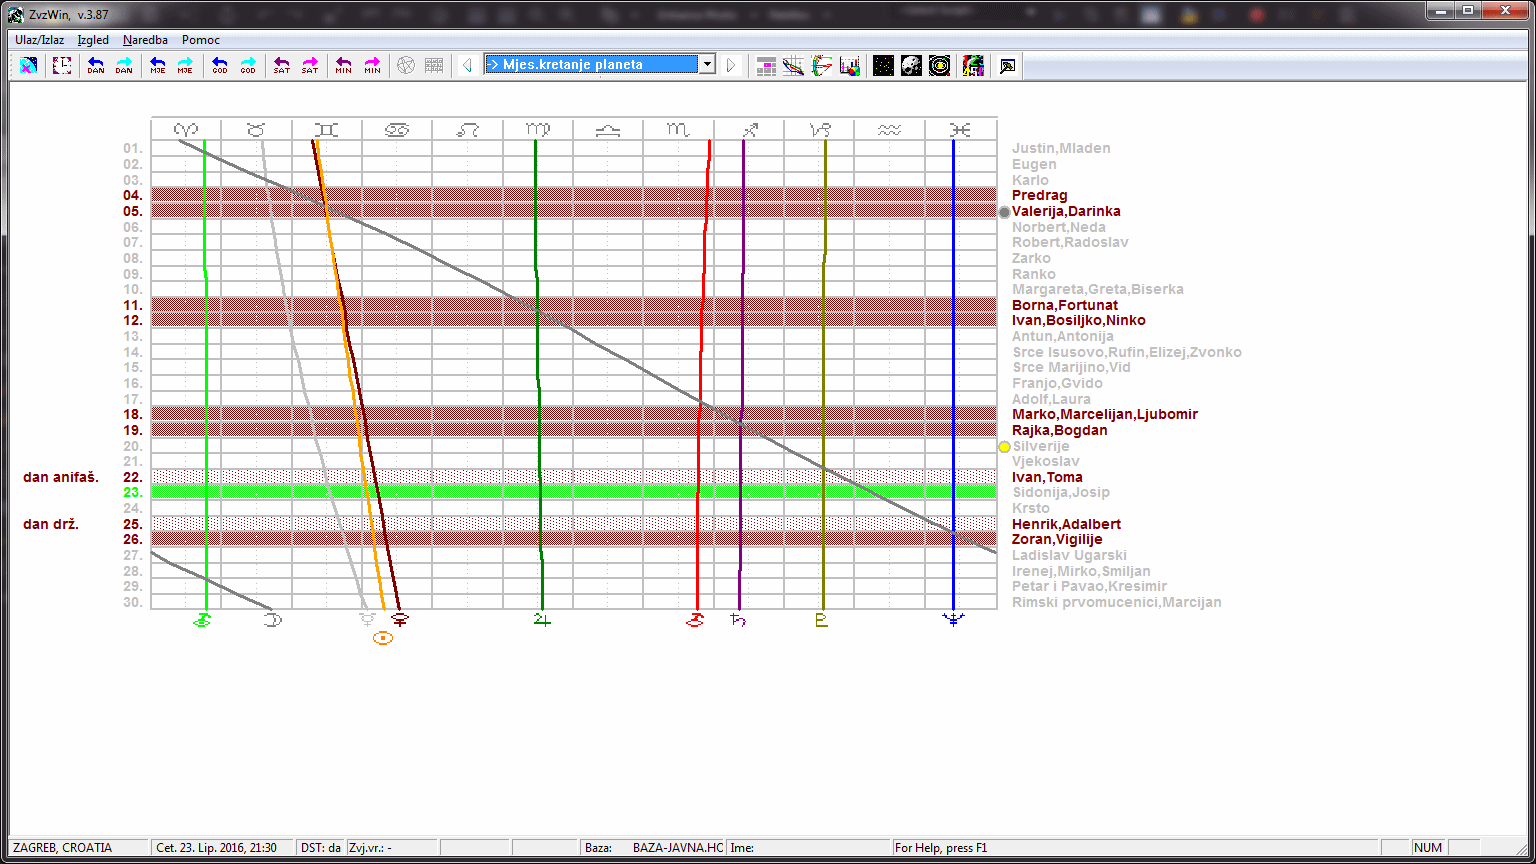 ZvzWin, v.3.87
Ulaz/Izlaz Izgled Naredba Pomoc
DAN DAN MJE MJE GOD GOD SAT SAT MIN MIN -> Mjes.kretanje planeta
01. Justin,Mladen
02. Eugen
03. Karlo
04. Predrag
05. Valerija,Darinka
06. Norbert,Neda
07. Robert,Radoslav
08. Zarko
09. Ranko
10. Margareta,Greta,Biserka
11. Borna,Fortunat
12. Ivan,Bosiljko,Ninko
13. Antun,Antonija
14. Srce Isusovo,Rufin,Elizej,Zvonko
15. Srce Marijino,Vid
16. Franjo,Gvido
17. Adolf,Laura
18. Marko,Marcelijan,Ljubomir
19. Rajka,Bogdan
20. Silverije
21. Vjekoslav
dan anifaš. 22. Ivan,Toma
23. Sidonija,Josip
24. Krsto
dan drž. 25. Henrik,Adalbert
26. Zoran,Vigilije
27. Ladislav Ugarski
28. Irenej,Mirko,Smiljan
29. Petar i Pavao,Kresimir
30. Rimski prvomucenici,Marcijan
ZAGREB, CROATIA Cet. 23. Lip. 2016, 21:30 DST: da Zvj.vr.: - Baza: BAZA-JAVNA.HO Ime: For Help, press F1 NUM